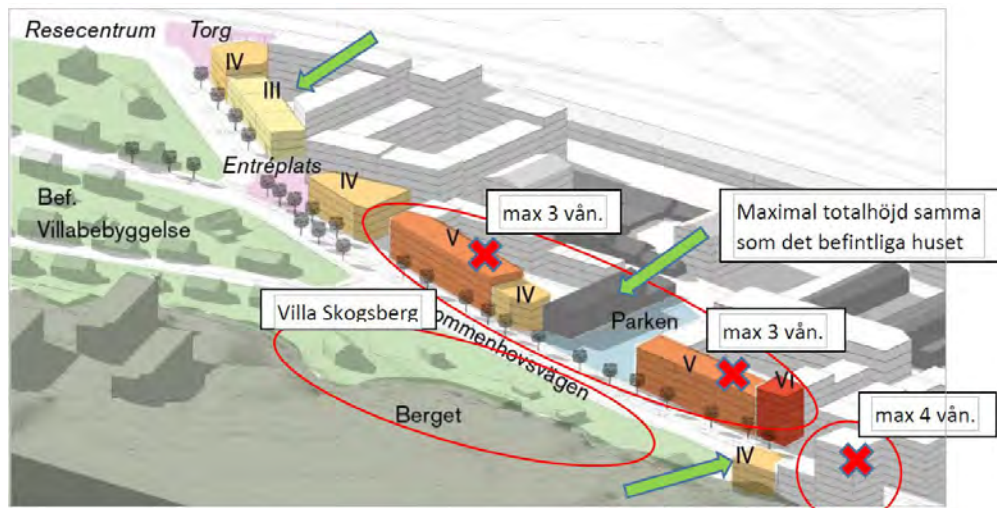 Resecentrum
Torg
IV
III
Entréplats
IV
Bef.
Villabebyggelse
max 3 vån.
Maximal totalhöjd samma
som det befintliga huset
V
IV
Villa Skogsberg
ommenhovsvägen
Parken
max 3 vån.
V
VI
Berget
max 4 vån.
IV